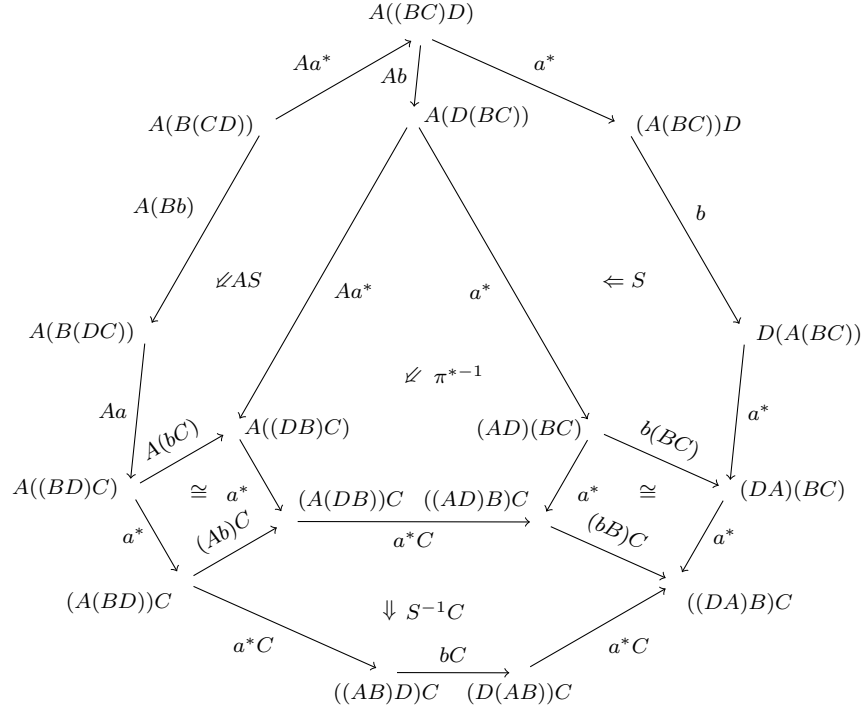 A((BC)D)
Aa* Ab a*
A(B(CD)) A(D(BC)) (A(BC))D
A(Bb) b
⇙AS Aa* a* ⇐ S
A(B(DC)) D(A(BC))
⇙ π*−1
Aa A(bC) A((DB)C) (AD)(BC) b(BC) a*
A((BD)C) ≅ a* (A(DB))C ((AD)B)C a* ≅ (DA)(BC)
a* (Ab)C a*C (bB)C a*
(A(BD))C ⇓ S−1C ((DA)B)C
a*C bC a*C
((AB)D)C (D(AB))C